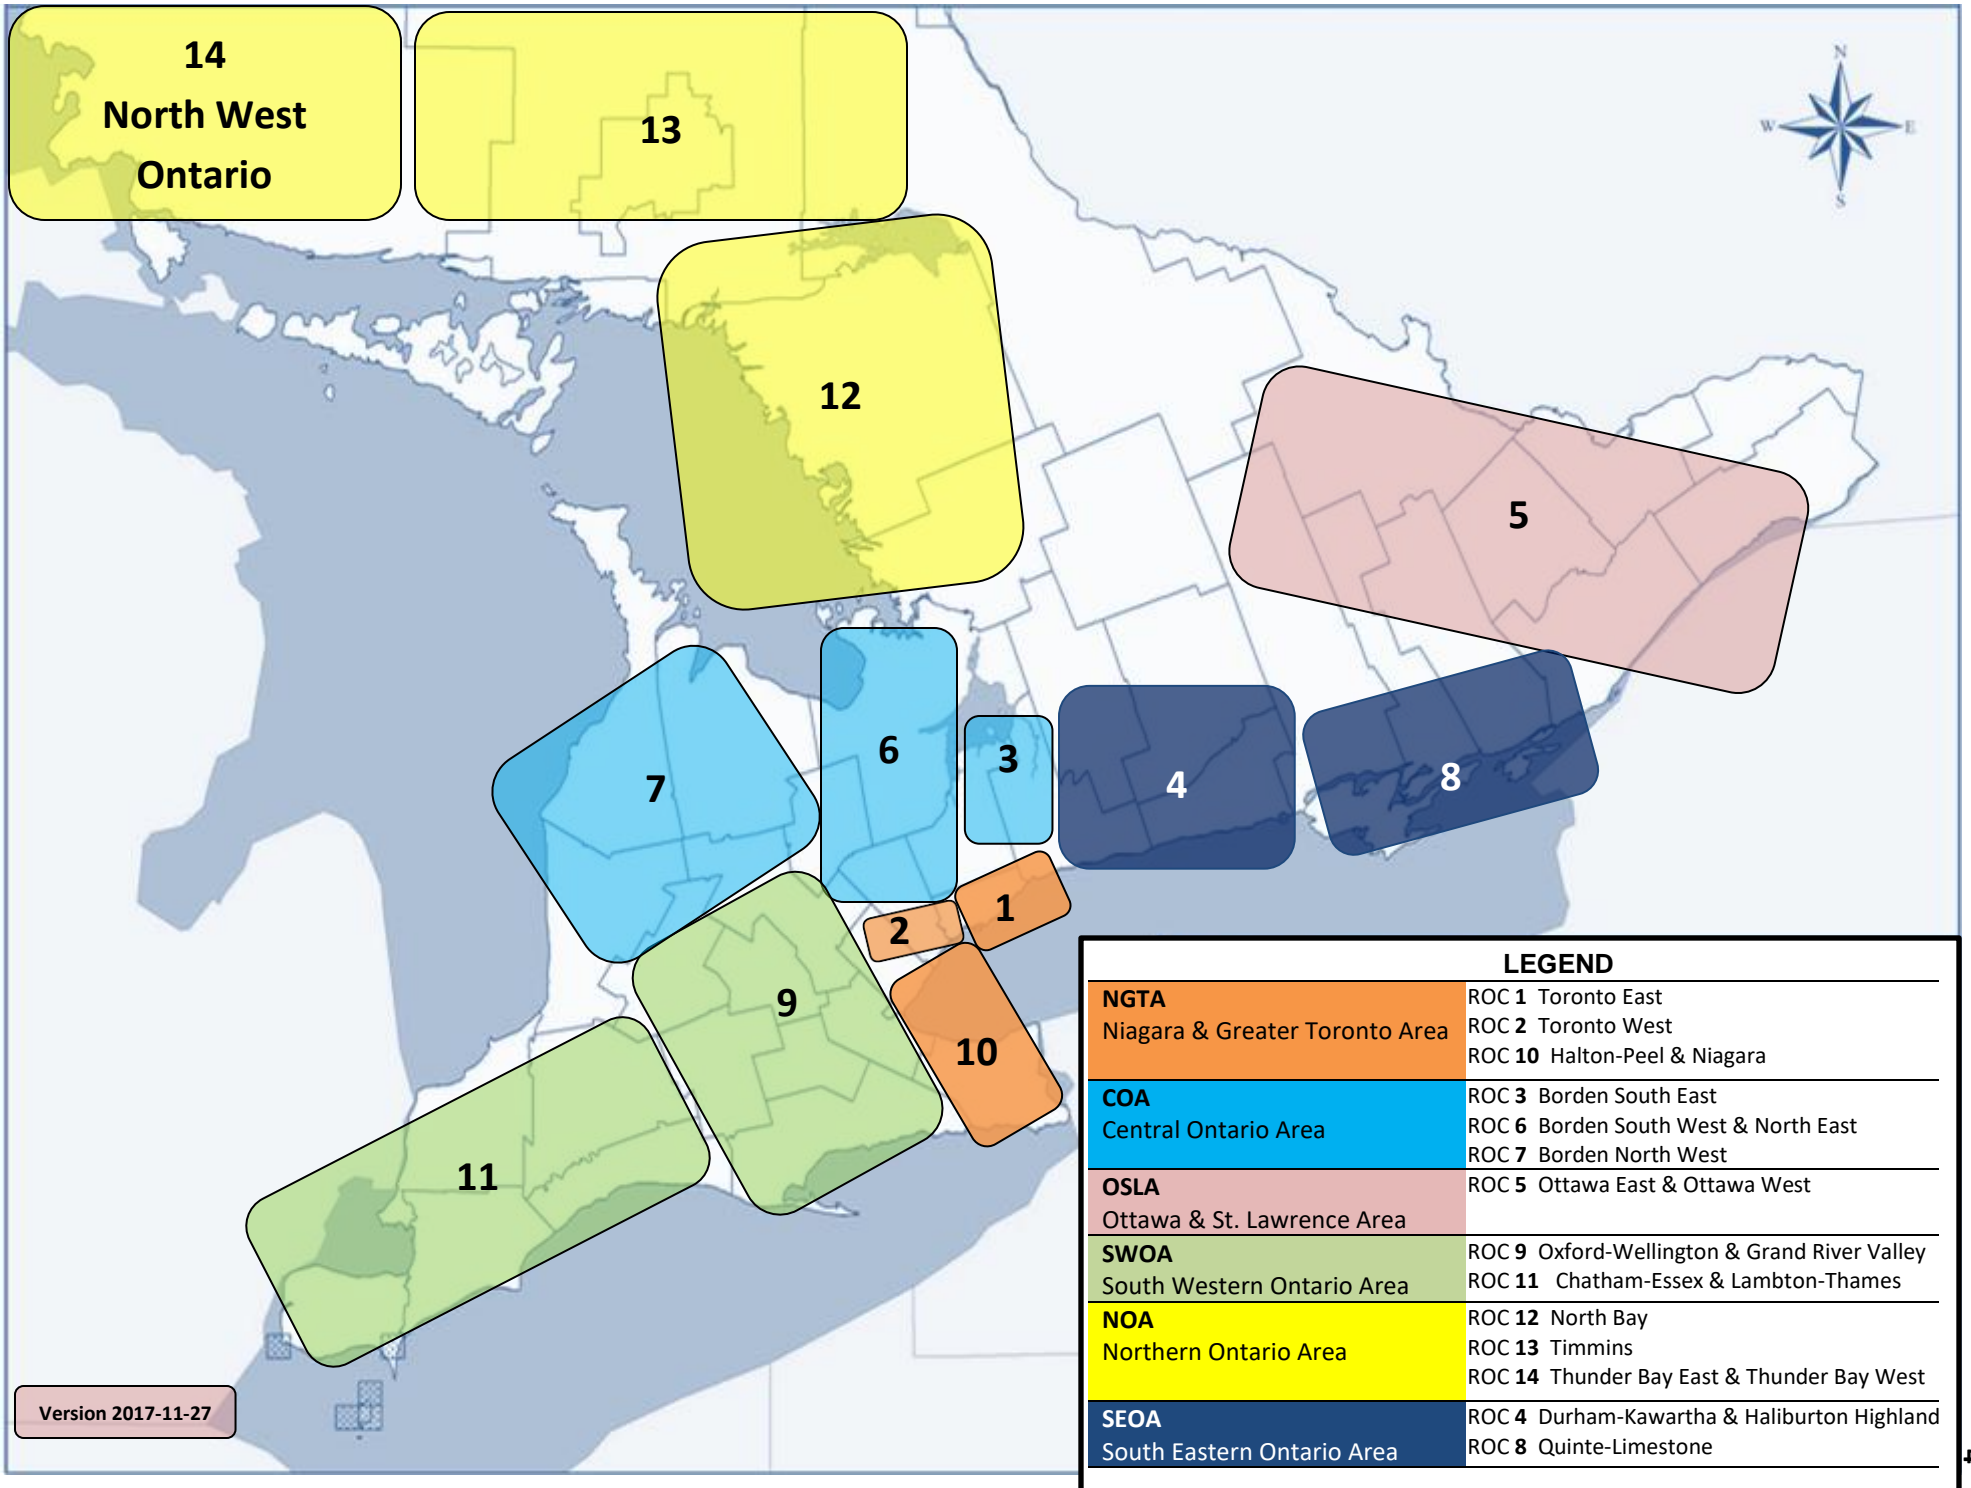 14
North West
Ontario
13
N
W
E
S
12
5
7
6
3
4
8
9
2
1
10
11
LEGEND
NGTA
Niagara & Greater Toronto Area
ROC 1 Toronto East
ROC 2 Toronto West
ROC 10 Halton-Peel & Niagara
COA
Central Ontario Area
ROC 3 Borden South East
ROC 6 Borden South West & North East
ROC 7 Borden North West
OSLA
Ottawa & St. Lawrence Area
ROC 5 Ottawa East & Ottawa West
SWOA
South Western Ontario Area
ROC 9 Oxford-Wellington & Grand River Valley
ROC 11 Chatham-Essex & Lambton-Thames
NOA
Northern Ontario Area
ROC 12 North Bay
ROC 13 Timmins
ROC 14 Thunder Bay East & Thunder Bay West
SEOA
South Eastern Ontario Area
ROC 4 Durham-Kawartha & Haliburton Highland
ROC 8 Quinte-Limestone
Version 2017-11-27